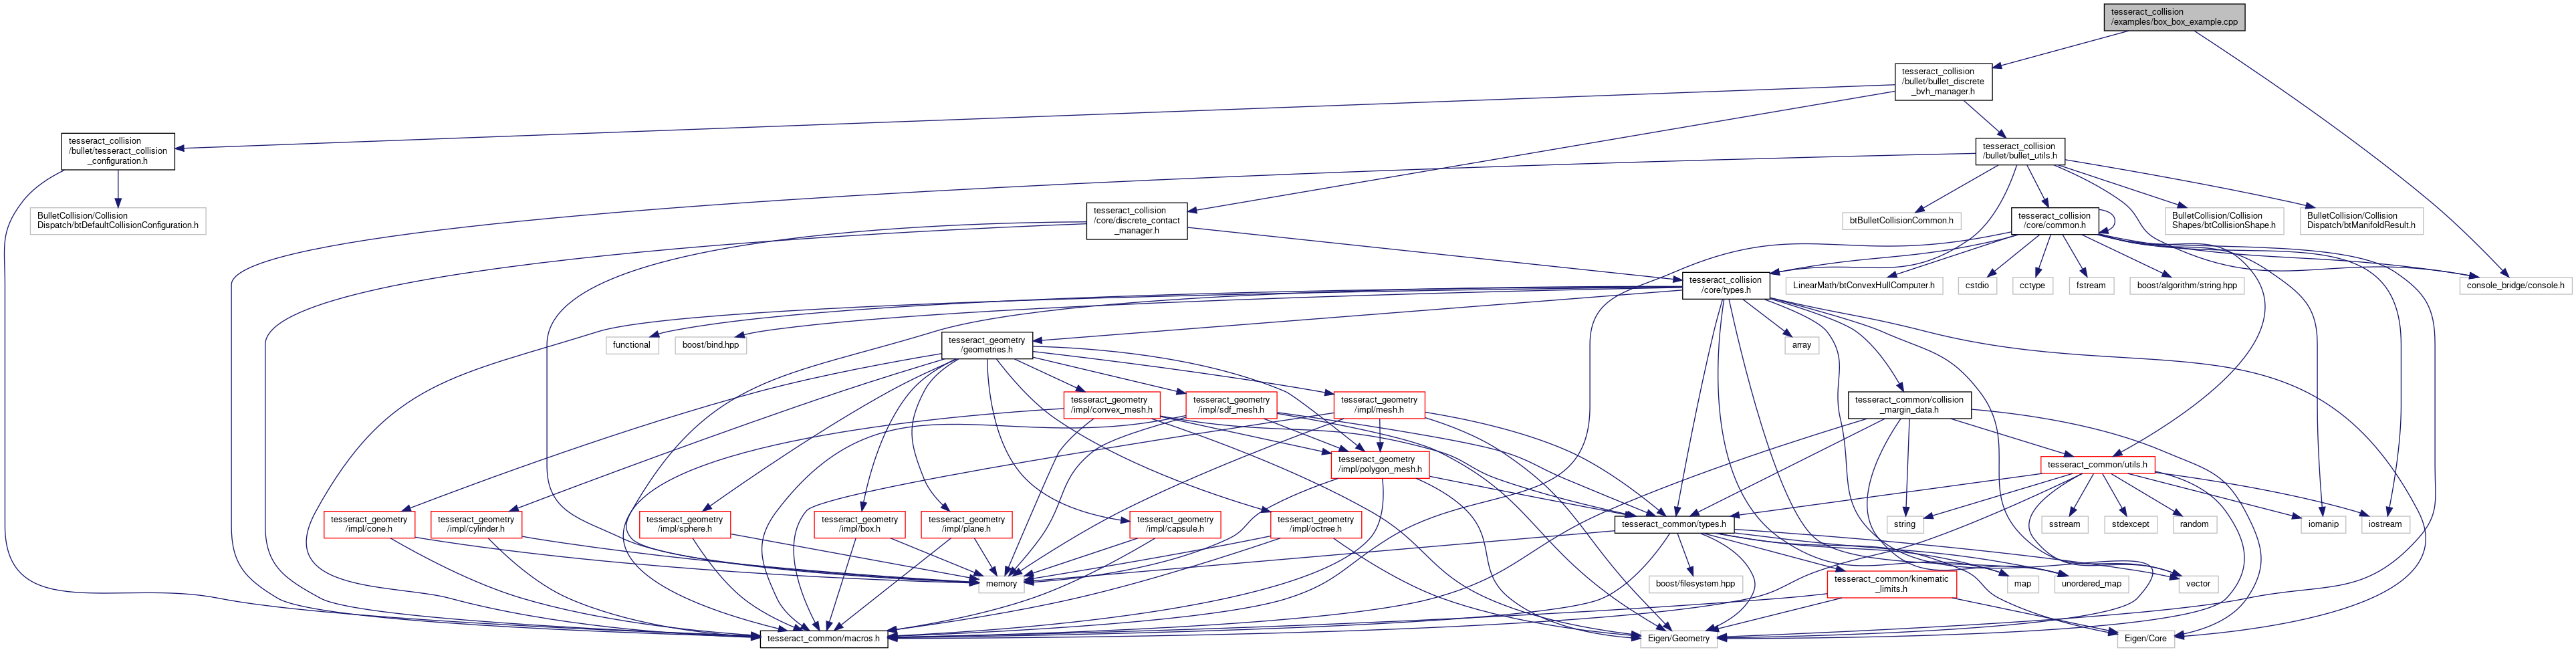 tesseract_collision
/examples/box_box_example.cpp
tesseract_collision
/bullet/bullet_discrete
_bvh_manager.h
tesseract_collision
/bullet/tesseract_collision
_configuration.h
tesseract_collision
/bullet/bullet_utils.h
BulletCollision/Collision
Dispatch/btDefaultCollisionConfiguration.h
tesseract_collision
/core/discrete_contact
_manager.h
btBulletCollisionCommon.h
tesseract_collision
/core/common.h
BulletCollision/Collision
Shapes/btCollisionShape.h
BulletCollision/Collision
Dispatch/btManifoldResult.h
tesseract_collision
/core/types.h
LinearMath/btConvexHullComputer.h
cstdio
cctype
fstream
boost/algorithm/string.hpp
console_bridge/console.h
functional
boost/bind.hpp
tesseract_geometry
/geometries.h
array
tesseract_geometry
/impl/convex_mesh.h
tesseract_geometry
/impl/sdf_mesh.h
tesseract_geometry
/impl/mesh.h
tesseract_common/collision
_margin_data.h
tesseract_geometry
/impl/polygon_mesh.h
tesseract_common/utils.h
tesseract_geometry
/impl/cone.h
tesseract_geometry
/impl/cylinder.h
tesseract_geometry
/impl/sphere.h
tesseract_geometry
/impl/box.h
tesseract_geometry
/impl/plane.h
tesseract_geometry
/impl/capsule.h
tesseract_geometry
/impl/octree.h
tesseract_common/types.h
string
sstream
stdexcept
random
iomanip
iostream
memory
boost/filesystem.hpp
tesseract_common/kinematic
_limits.h
map
unordered_map
vector
tesseract_common/macros.h
Eigen/Geometry
Eigen/Core